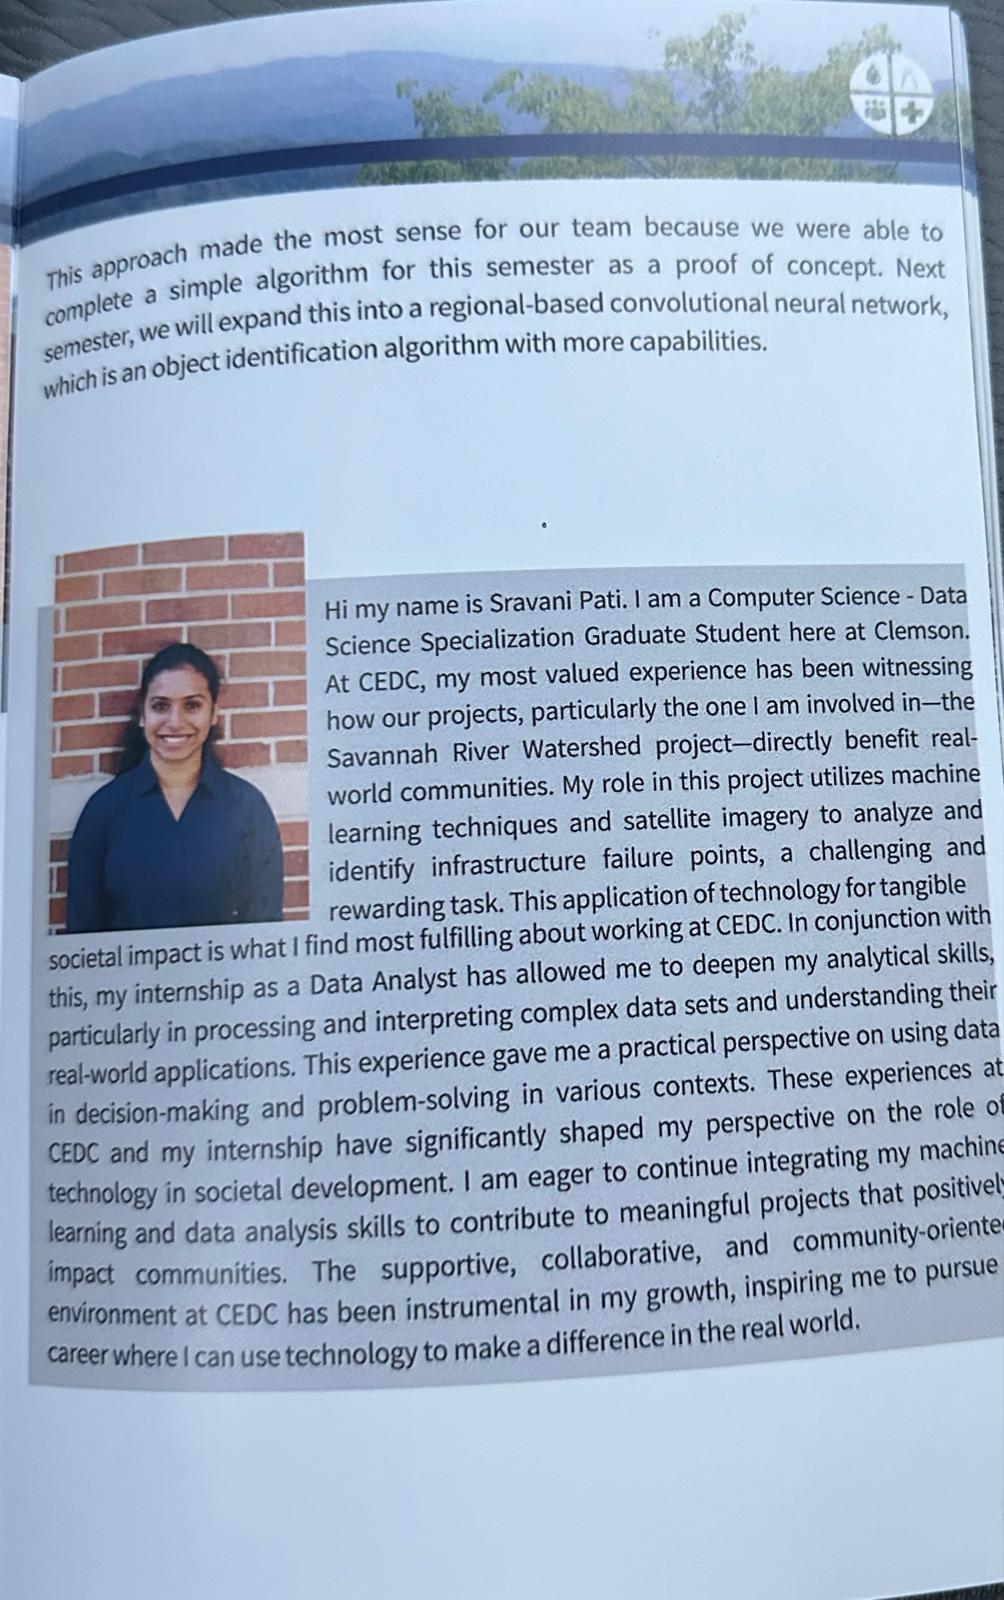 This approach made the most sense for our team because we were able to
complete a simple algorithm for this semester as a proof of concept. Next
semester, we will expand this into a regional-based convolutional neural network,
which is an object identification algorithm with more capabilities.
Hi my name is Sravani Pati. I am a Computer Science - Data
Science Specialization Graduate Student here at Clemson.
At CEDC, my most valued experience has been witnessing
how our projects, particularly the one I am involved in—the
Savannah River Watershed project—directly benefit real-
world communities. My role in this project utilizes machine
learning techniques and satellite imagery to analyze and
identify infrastructure failure points, a challenging and
rewarding task. This application of technology for tangible
societal impact is what I find most fulfilling about working at CEDC. In conjunction with
this, my internship as a Data Analyst has allowed me to deepen my analytical skills,
particularly in processing and interpreting complex data sets and understanding their
real-world applications. This experience gave me a practical perspective on using data
in decision-making and problem-solving in various contexts. These experiences at
CEDC and my internship have significantly shaped my perspective on the role of
technology in societal development. I am eager to continue integrating my machine
learning and data analysis skills to contribute to meaningful projects that positively
impact communities. The supportive, collaborative, and community-oriente
environment at CEDC has been instrumental in my growth, inspiring me to pursue
career where I can use technology to make a difference in the real world.